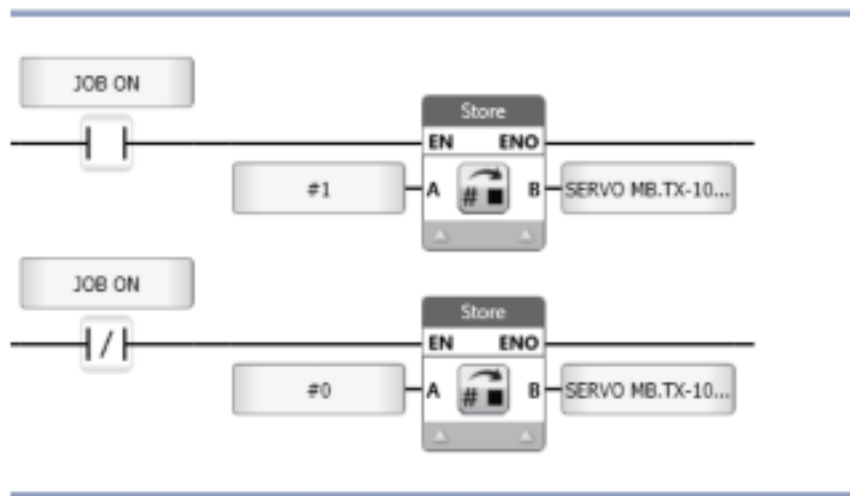 JOB ON
Store
EN ENO
#1 A # B SERVO MB.TX-10...
JOB ON
Store
EN ENO
#0 A # B SERVO MB.TX-10...